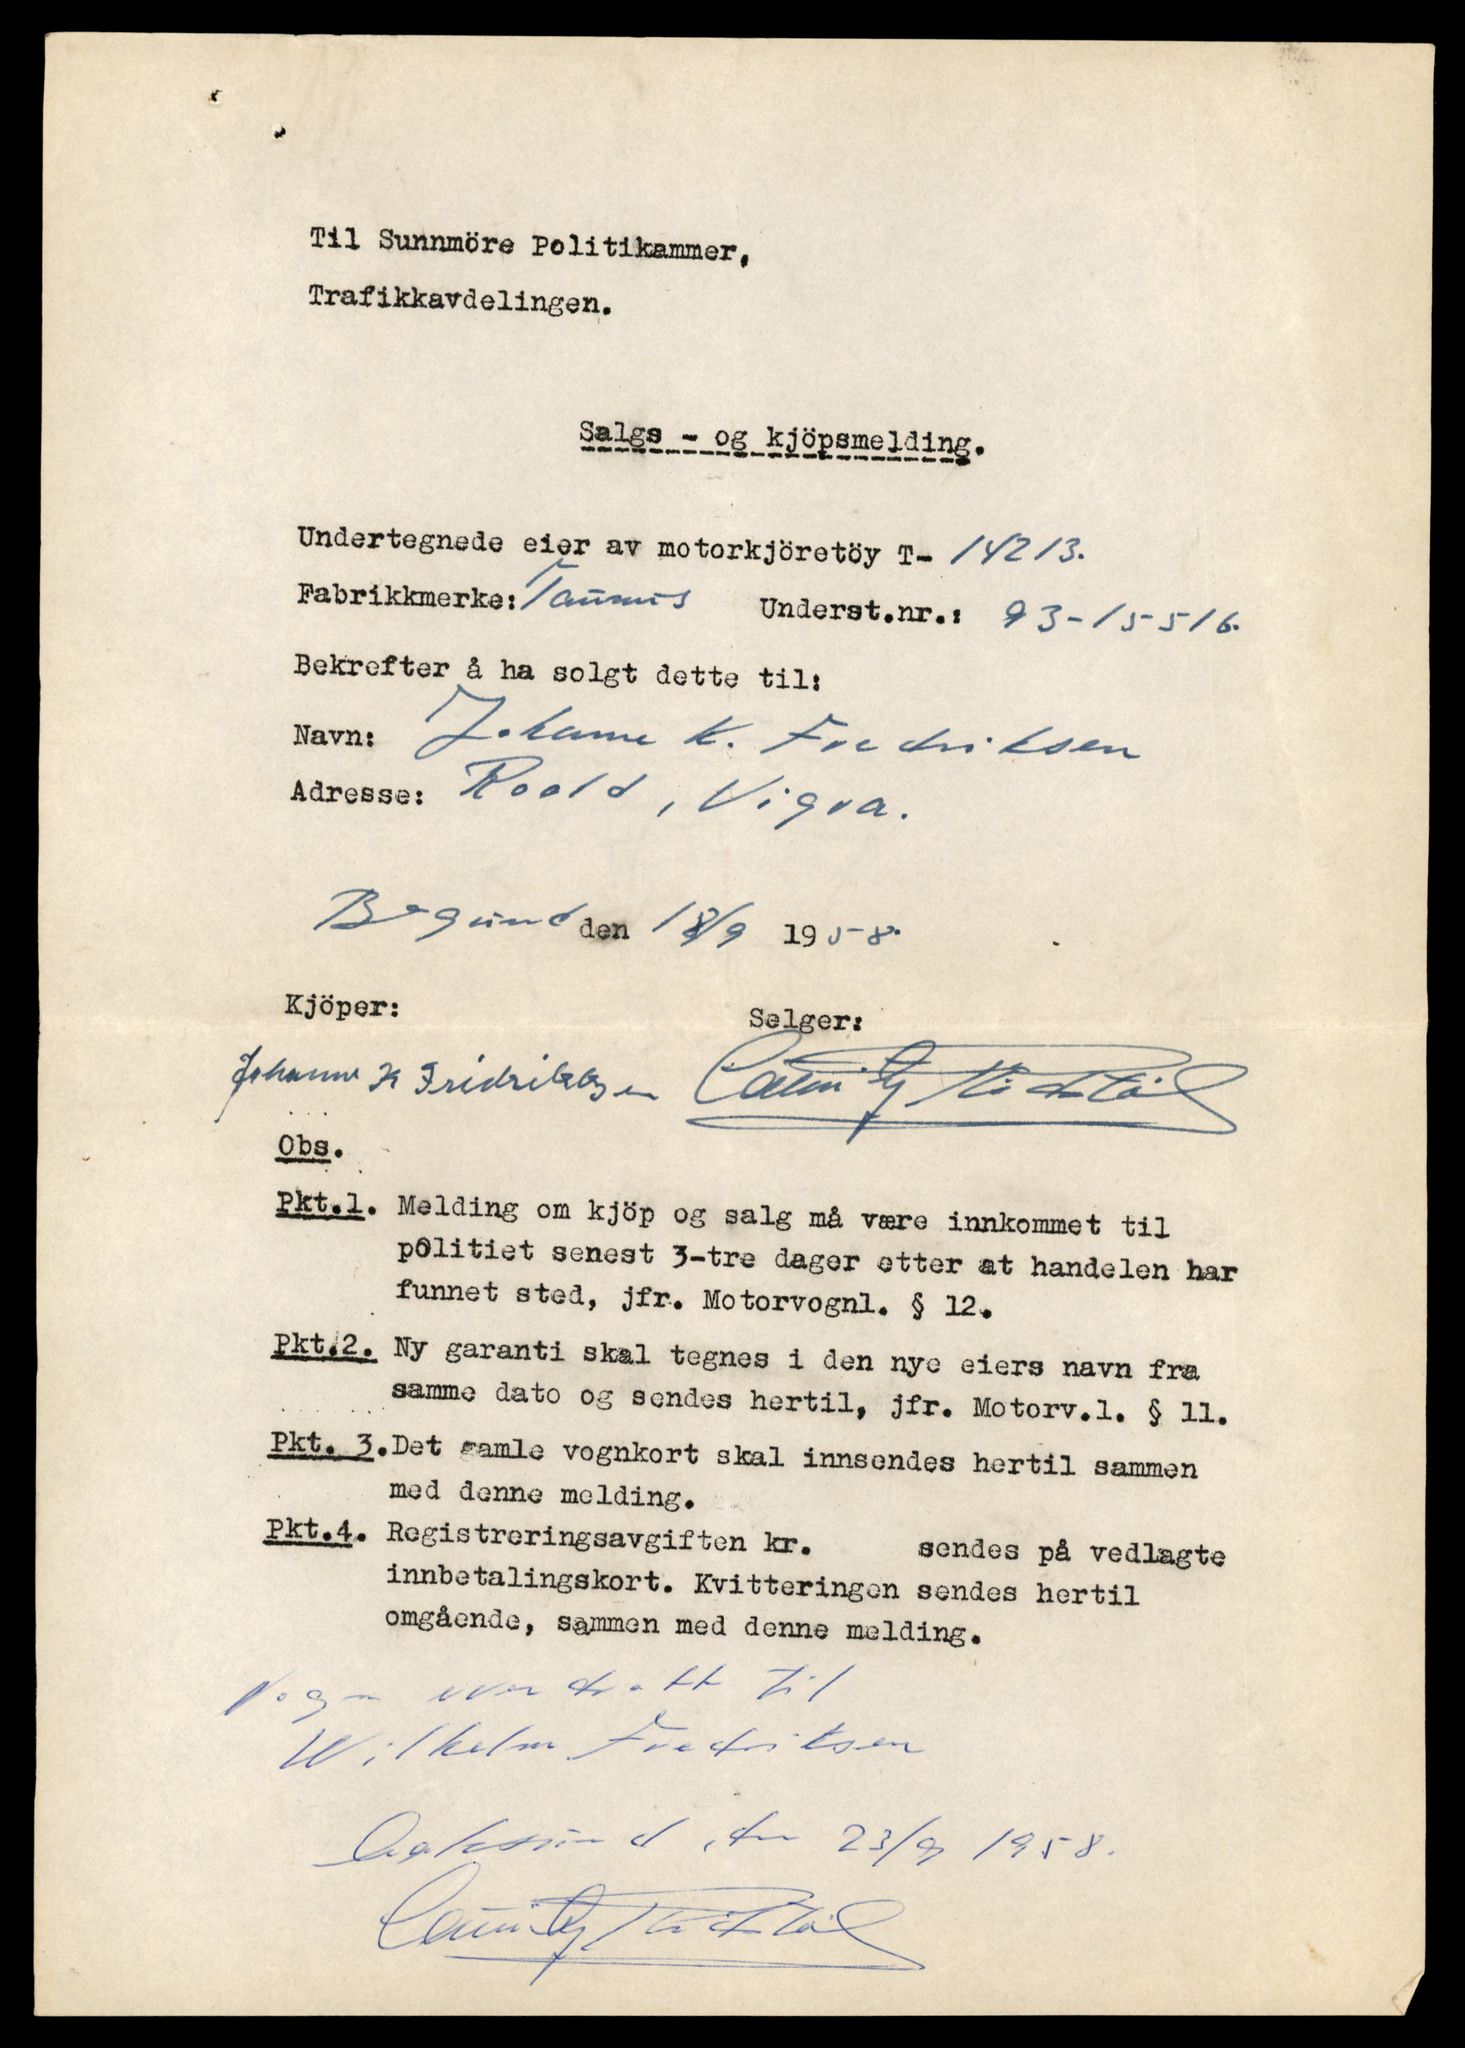 Til Sunnmöre Politikammer,
Trafikkavdelingen.
Salgs - og kjöpsmelding.
Undertegnede eier av motorkjöretöy T- 14213.
Fabrikkmerke: Taunus Underst.nr.: 93-15516.
Bekrefter å ha solgt dette til:
Navn: Johanne K. Fredriksen
Adresse: Roald, Vigra.
Borgund den 18/9 1958.
Kjöper: Selger:
Johanne K Fridriksen
Obs.
Pkt.1. Melding om kjöp og salg må være innkommet til
politiet senest 3-tre dager etter at handelen har
funnet sted, jfr. Motorvognl. § 12.
Pkt.2. Ny garanti skal tegnes i den nye eiers navn fra
samme dato og sendes hertil, jfr. Motorv.l. § 11.
Pkt. 3. Det gamle vognkort skal innsendes hertil sammen
med denne melding.
Pkt.4. Registreringsavgiften kr. sendes på vedlagte
innbetalingskort. Kvitteringen sendes hertil
omgående, sammen med denne melding.
til
Wilhelm Fredriksen
den 23/9 1958.